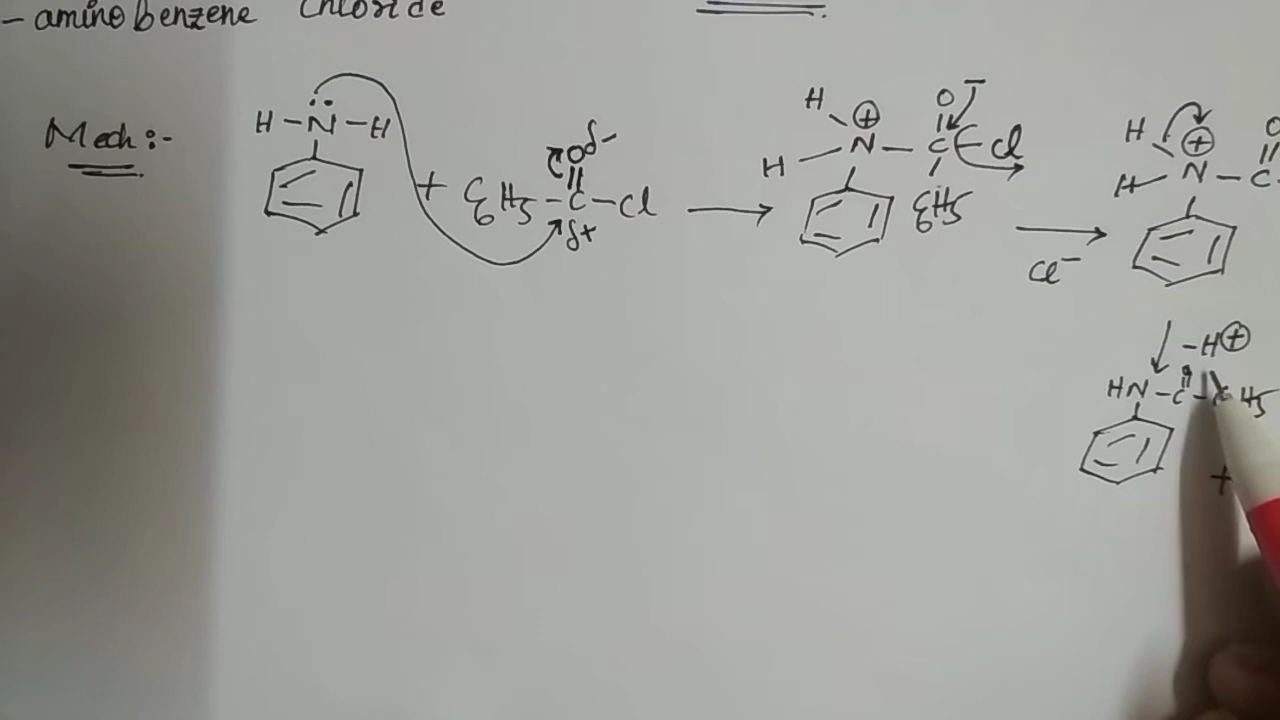 - amino benzene Chloride
Mech :-
H - N̈ - H + C6H5 - C - Cl
O δ-
δ+
H
H
N ⊕ - C - Cl
O-
C6H5
Cl-
H
H - N ⊕ - C -
O
- H⊕
HN - C - C6H5
O
+